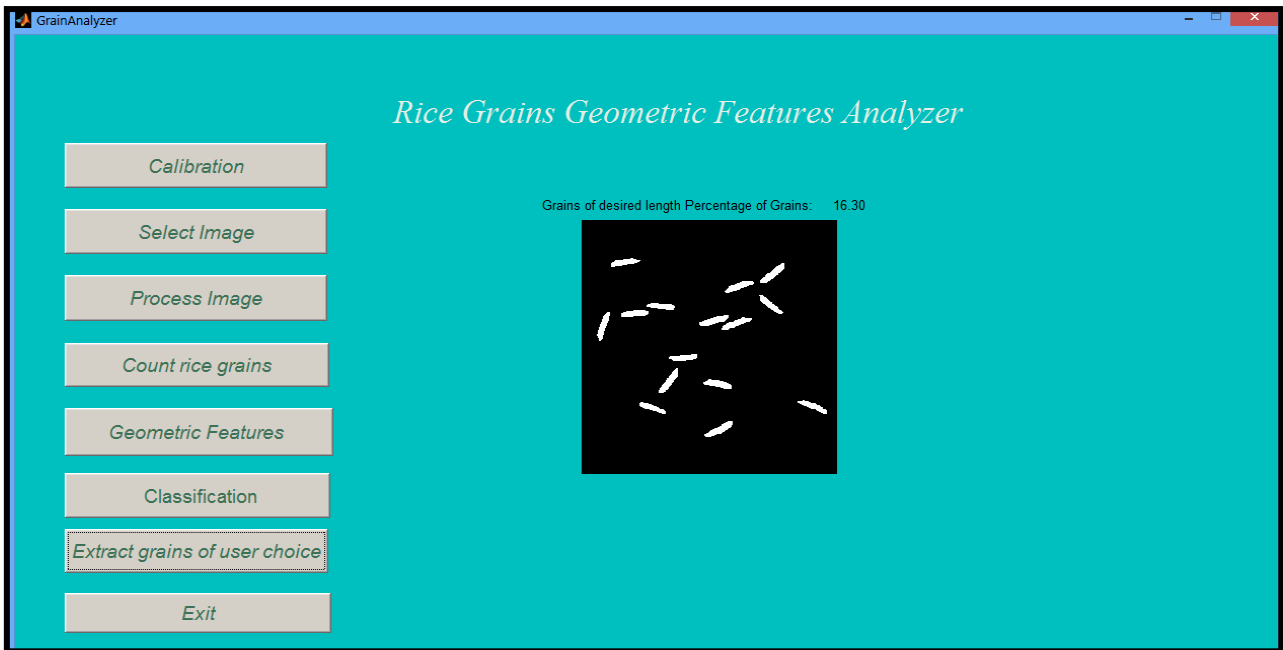 GrainAnalyzer
Rice Grains Geometric Features Analyzer
Calibration
Select Image
Process Image
Count rice grains
Geometric Features
Classification
Extract grains of user choice
Exit
Grains of desired length Percentage of Grains: 16.30